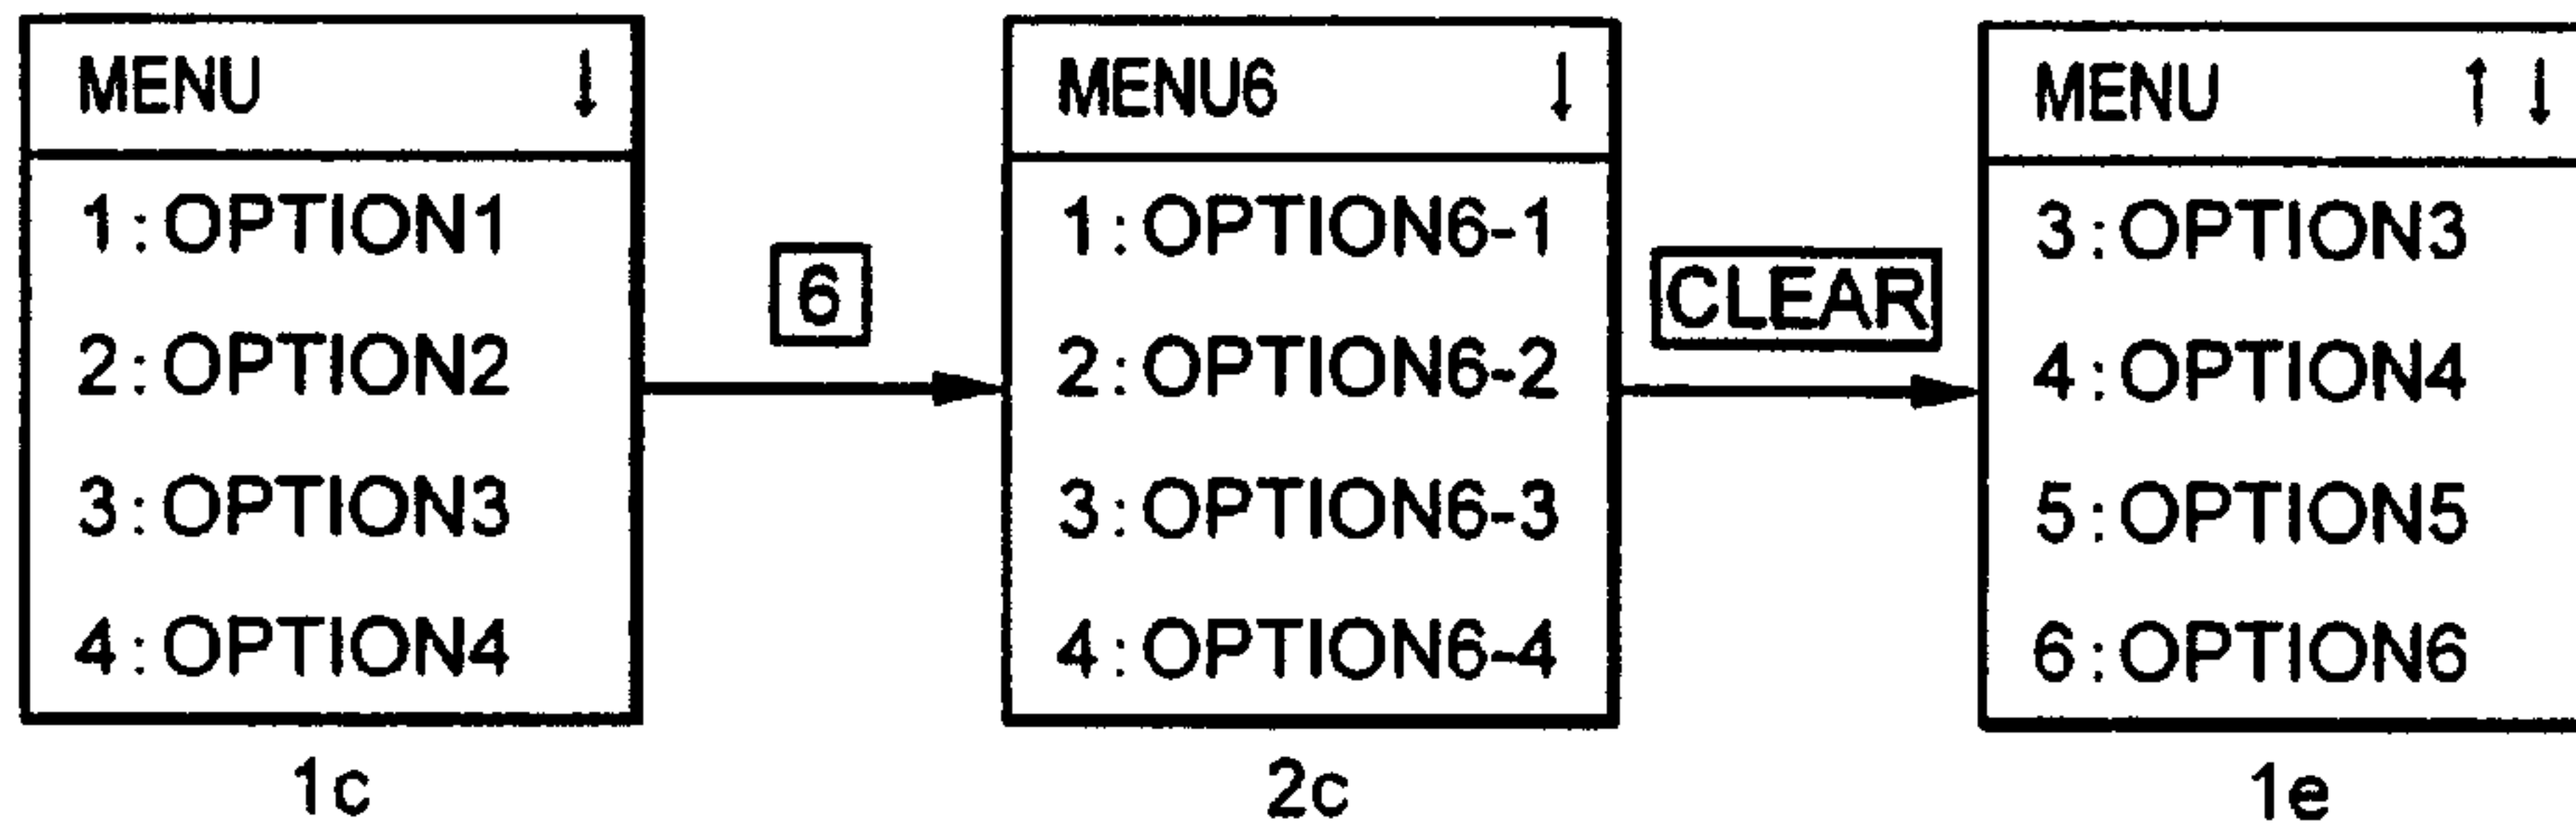 MENU ↓
1:OPTION1
2:OPTION2
3:OPTION3
4:OPTION4
1c
6
MENU6 ↓
1:OPTION6-1
2:OPTION6-2
3:OPTION6-3
4:OPTION6-4
2c
CLEAR
MENU ↑ ↓
3:OPTION3
4:OPTION4
5:OPTION5
6:OPTION6
1e